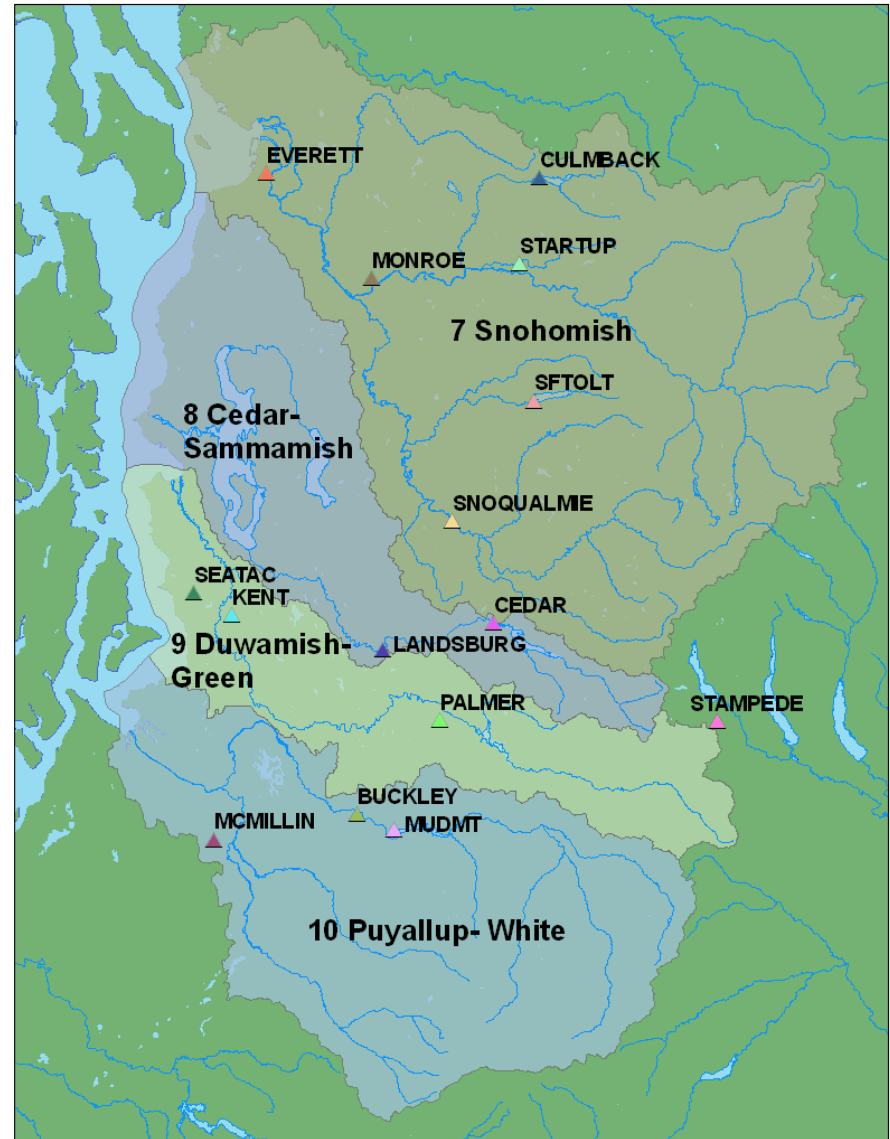 EVERETT
CULMBACK
STARTUP
MONROE
7 Snohomish
SFTOLT
8 Cedar-
Sammamish
SNOQUALMIE
SEATAC
KENT
CEDAR
9 Duwamish-
Green
LANDSBURG
PALMER
STAMPEDE
BUCKLEY
MCMILLIN
MUDMT
10 Puyallup- White